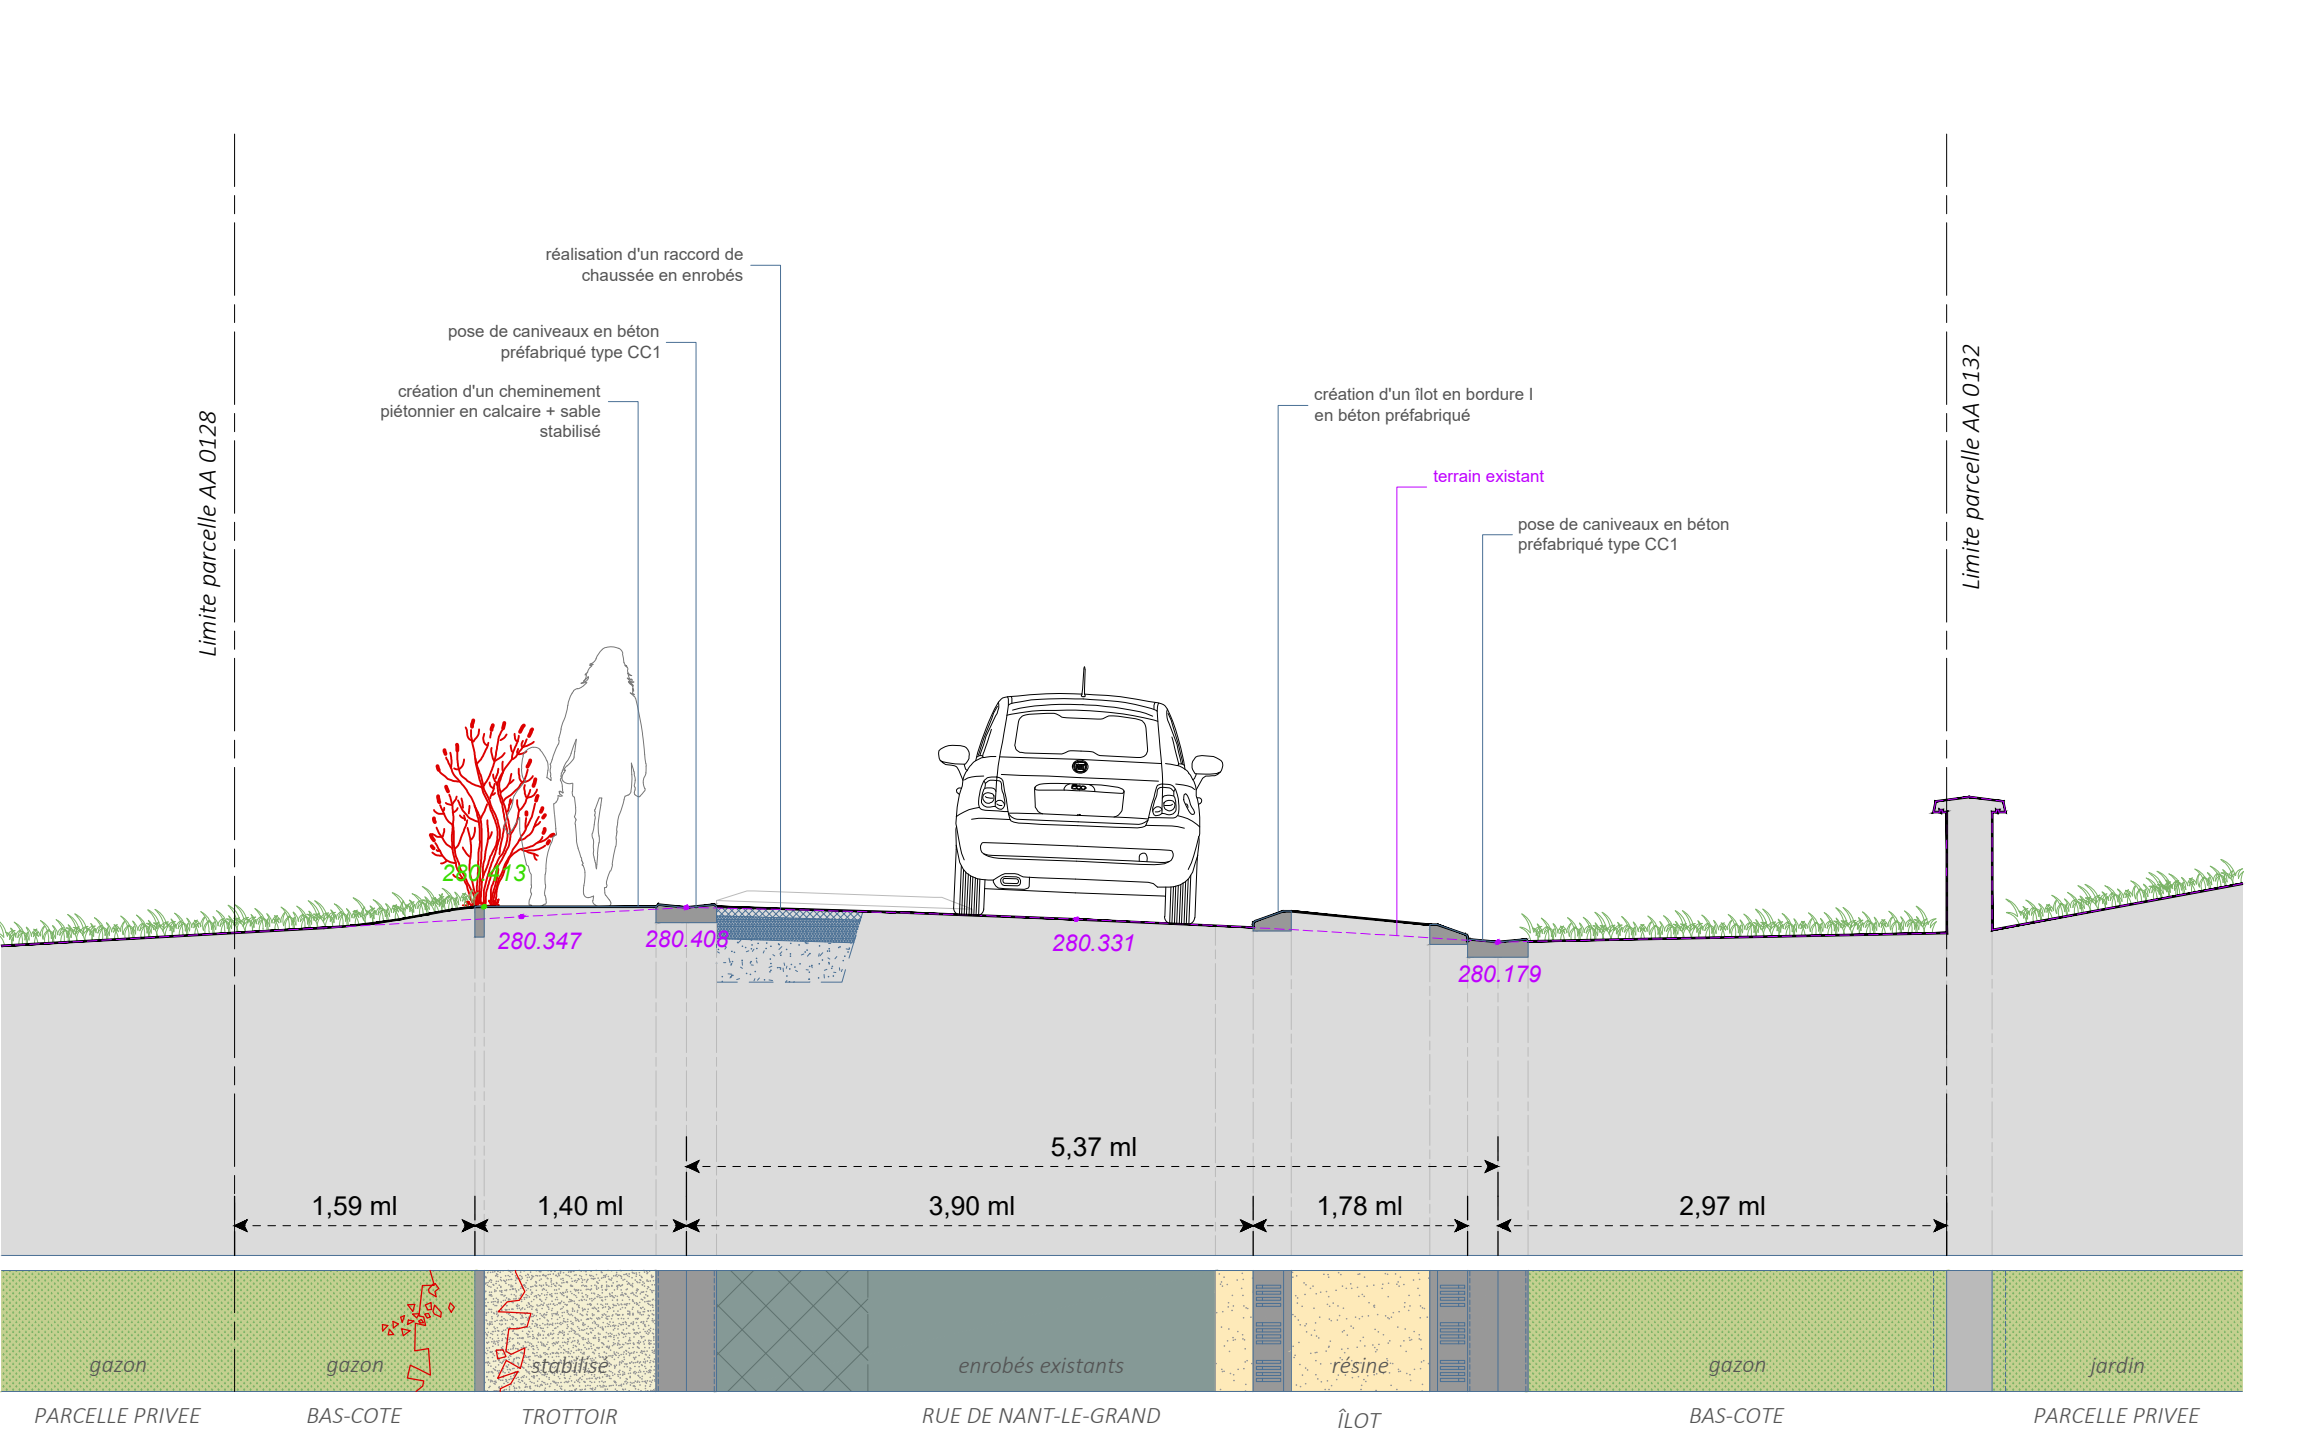 réalisation d'un raccord de
chaussée en enrobés
pose de caniveaux en béton
préfabriqué type CC1
création d'un cheminement
piétonnier en calcaire + sable
stabilisé
création d'un îlot en bordure I
en béton préfabriqué
terrain existant
pose de caniveaux en béton
préfabriqué type CC1
Limite parcelle AA 0128
Limite parcelle AA 0132
280.413
280.347
280.408
280.331
280.179
5,37 ml
1,59 ml
1,40 ml
3,90 ml
1,78 ml
2,97 ml
gazon
gazon
stabilisé
enrobés existants
résine
gazon
jardin
PARCELLE PRIVEE
BAS-COTE
TROTTOIR
RUE DE NANT-LE-GRAND
ÎLOT
BAS-COTE
PARCELLE PRIVEE